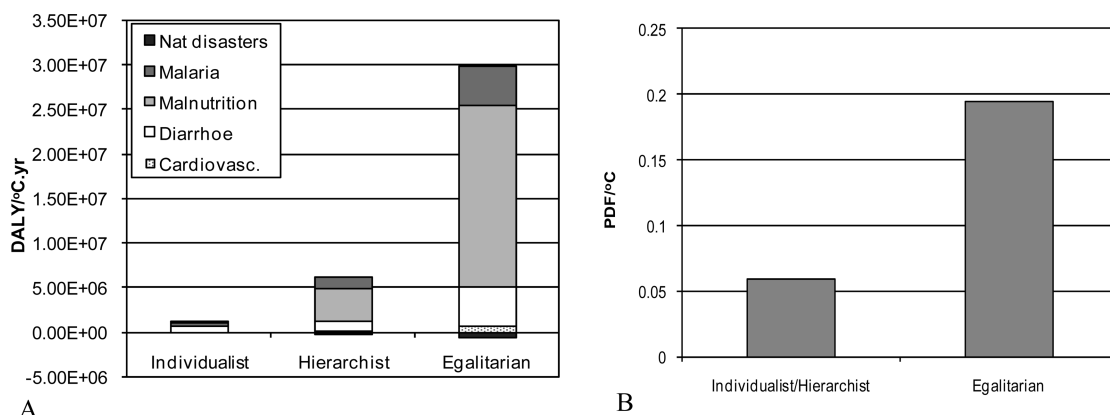 3.50E+07
3.00E+07
2.50E+07
2.00E+07
1.50E+07
1.00E+07
5.00E+06
0.00E+00
-5.00E+06
DALY/°C.yr
Nat disasters
Malaria
Malnutrition
Diarrhoe
Cardiovasc.
Individualist
Hierarchist
Egalitarian
A
0.25
0.2
0.15
0.1
0.05
0
PDF/°C
Individualist/Hierarchist
Egalitarian
B